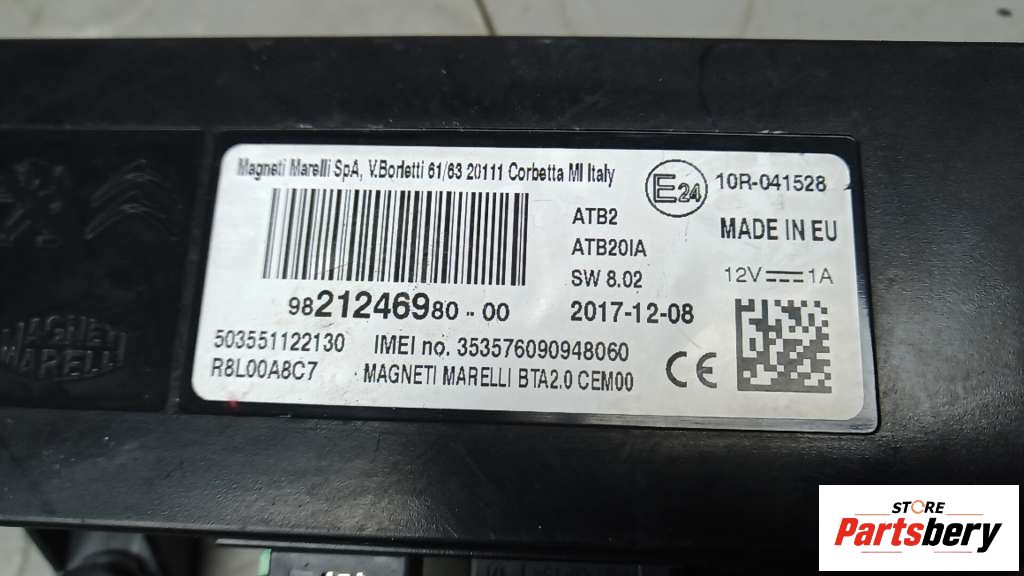 Magneti Marelli SpA, V.Borletti 61/63 20111 Corbetta MI Italy
E24
10R-041528
ATB2
MADE IN EU
ATB20IA
SW 8.02
12V 1A
9821246980-00
2017-12-08
503551122130
IMEI no. 353576090948060
R8L00A8C7
MAGNETI MARELLI BTA2.0 CEM00
CE
MAGNETI
MARELLI
STORE
Partsbery